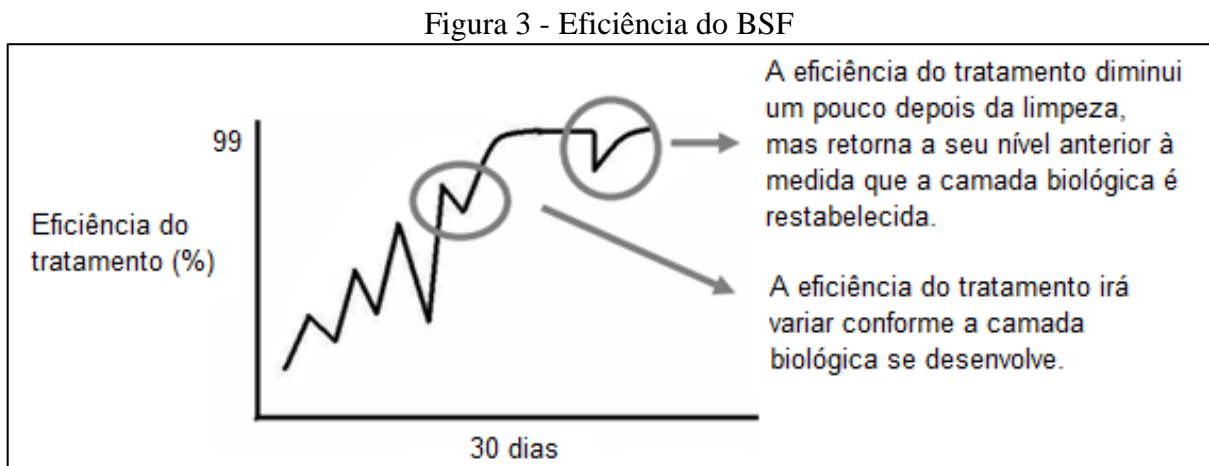 Figura 3 - Eficiência do BSF
99
Eficiência do
tratamento (%)
30 dias
A eficiência do tratamento diminui
um pouco depois da limpeza,
mas retorna a seu nível anterior à
medida que a camada biológica é
restabelecida.
A eficiência do tratamento irá
variar conforme a camada
biológica se desenvolve.